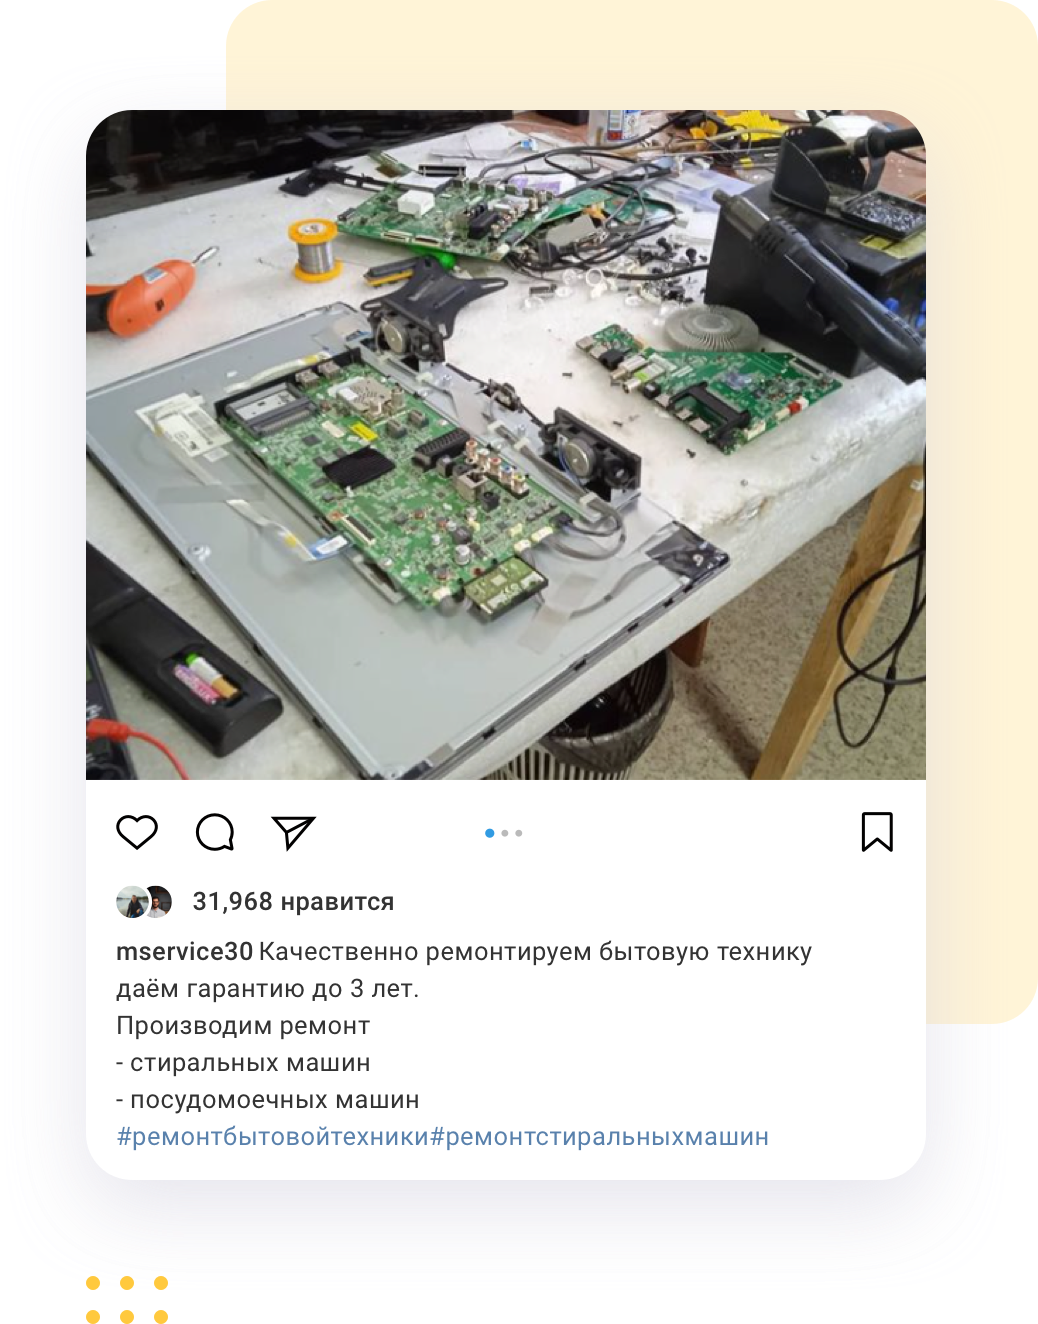 31,968 нравится
mservice30 Качественно ремонтируем бытовую технику
даём гарантию до 3 лет.
Производим ремонт
- стиральных машин
- посудомоечных машин
#ремонтбытовойтехники#ремонтстиральныхмашин